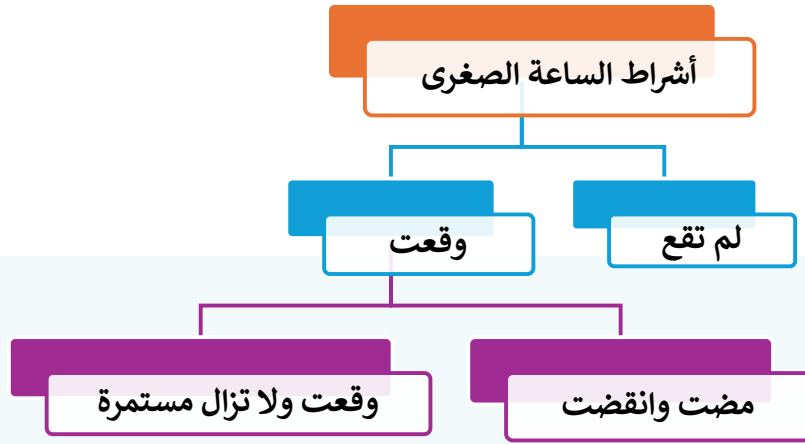 أشراط الساعة الصغرى
لم تقع
وقعت
مضت وانقضت
وقعت ولا تزال مستمرة